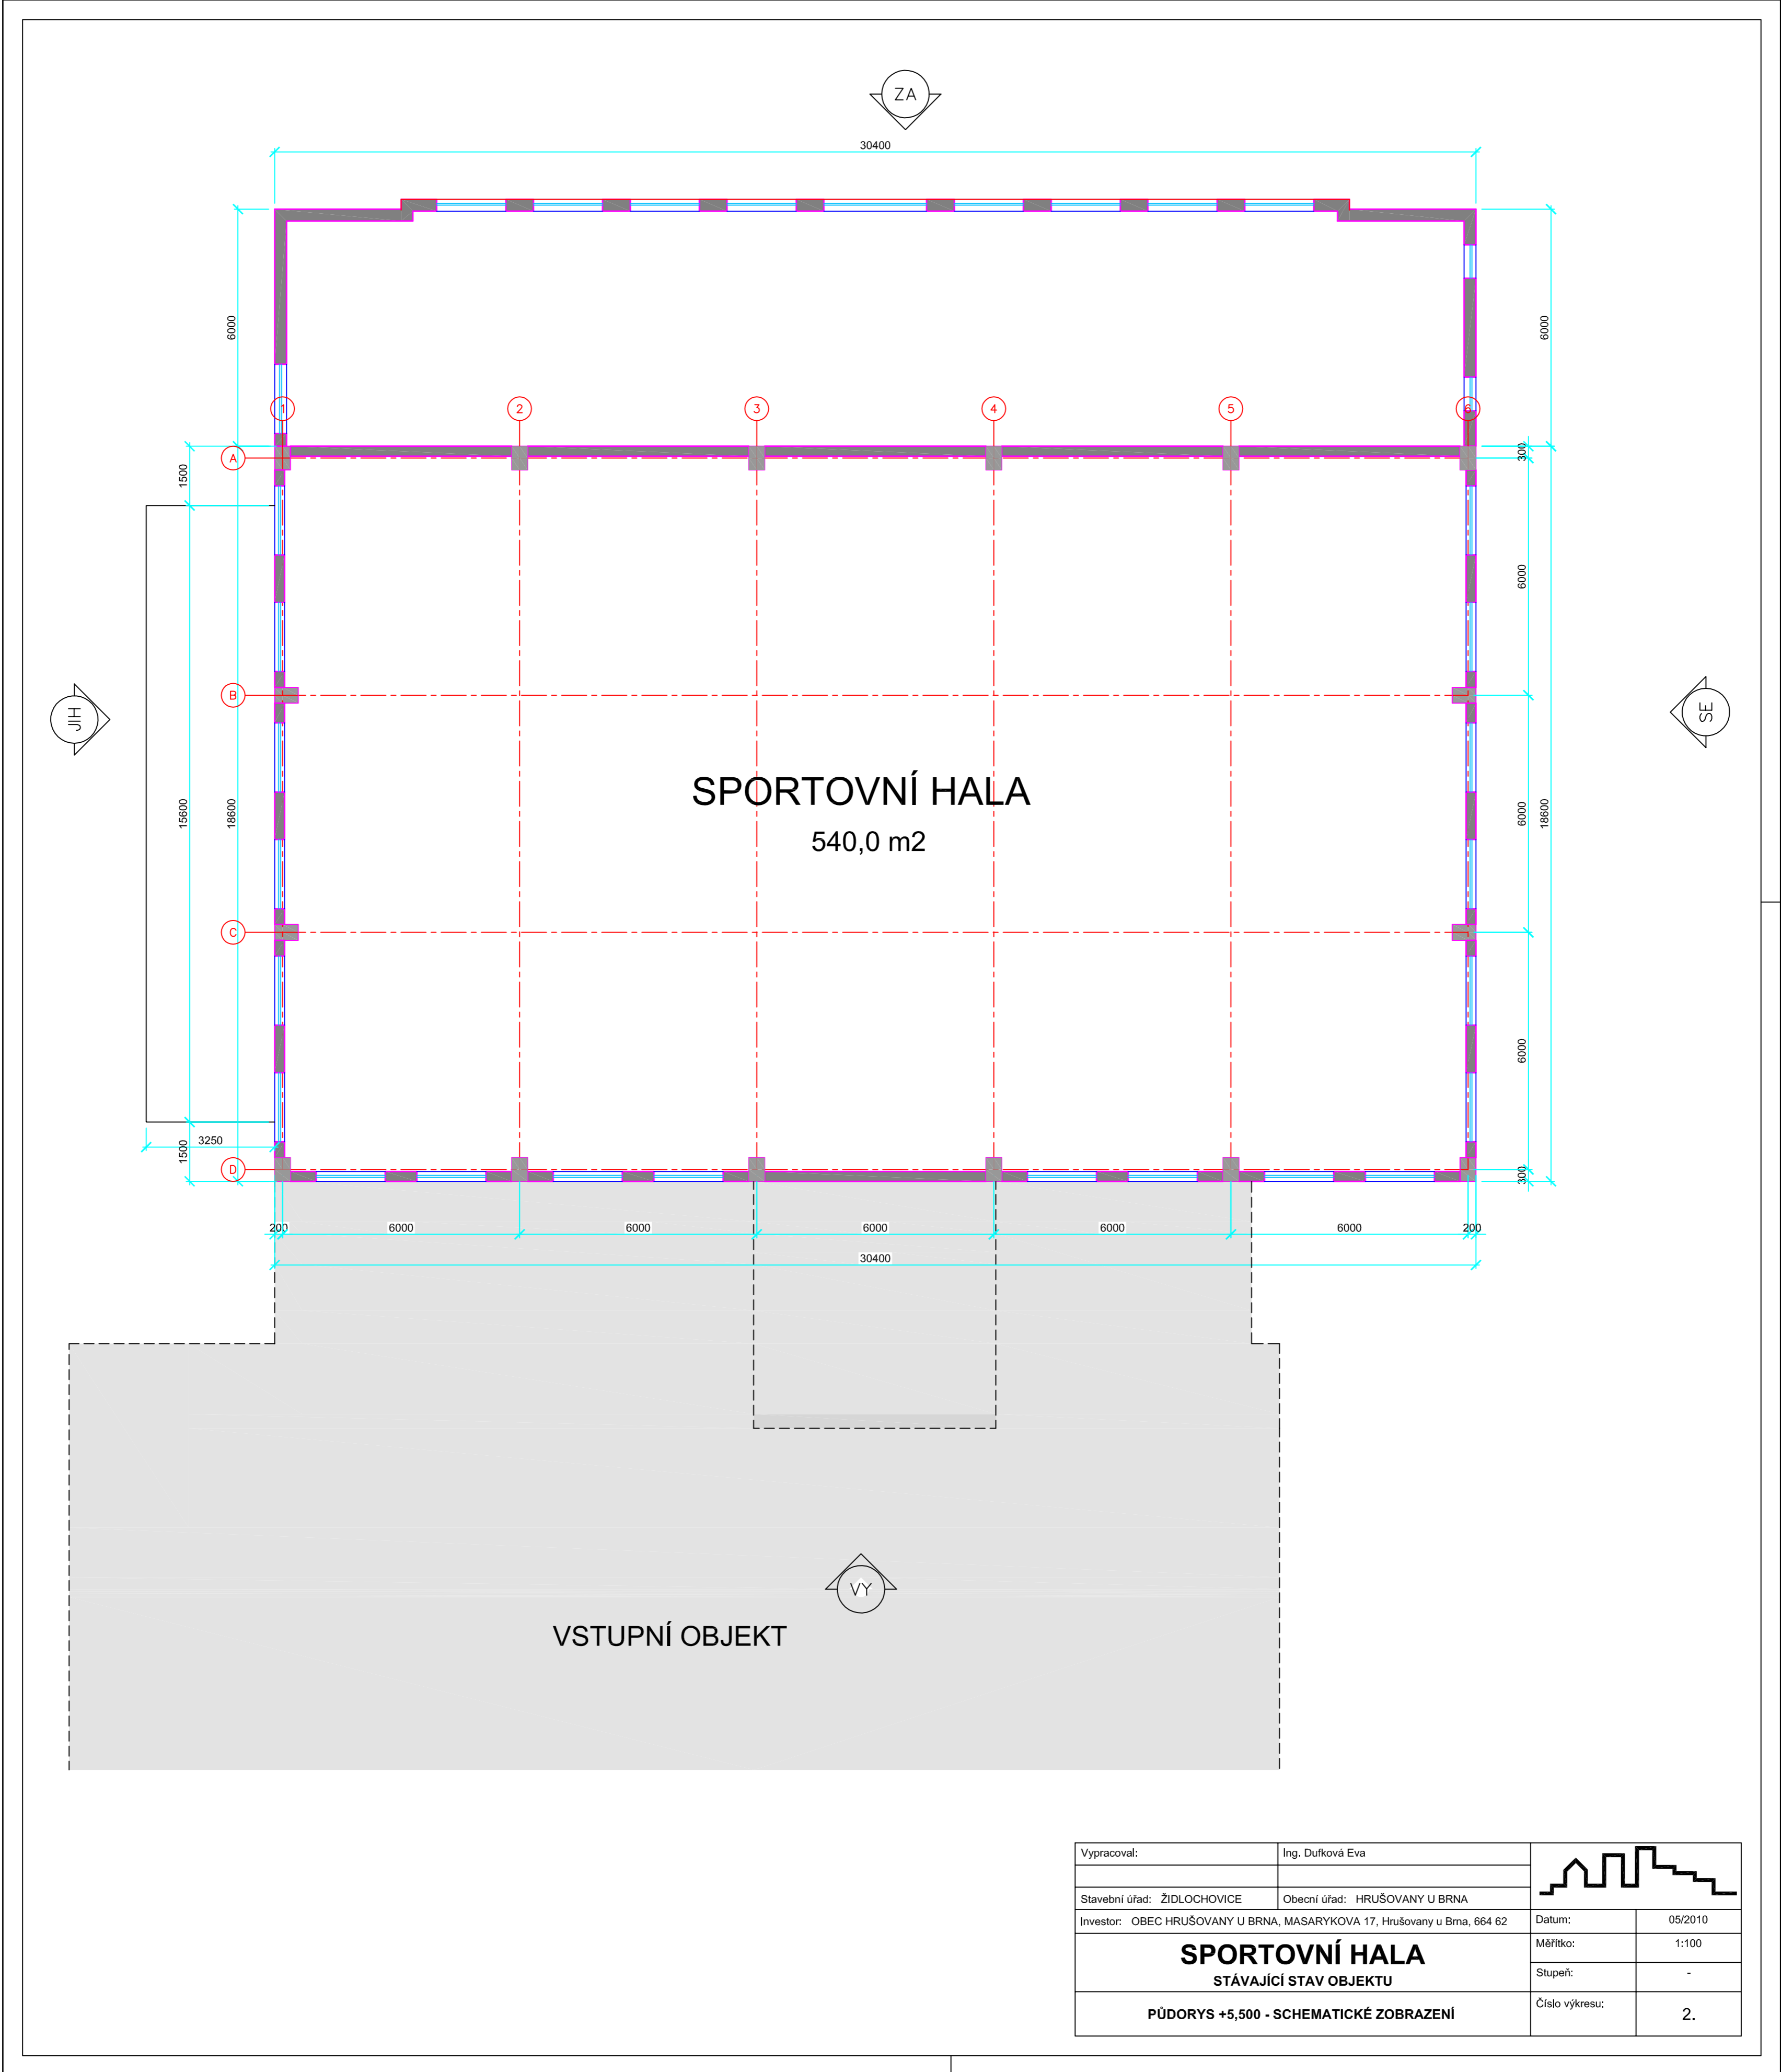 ZA
30400
6000
6000
1 2 3 4 5 6
A
300
1500
6000
B
JIH
SE
SPORTOVNÍ HALA
15600
18600
6000
18600
540,0 m2
C
6000
3250
1500
D
300
200 6000 6000 6000 6000 6000 200
30400
VY
VSTUPNÍ OBJEKT
Vypracoval: Ing. Dufková Eva
Stavební úřad: ŽIDLOCHOVICE Obecní úřad: HRUŠOVANY U BRNA
Investor: OBEC HRUŠOVANY U BRNA, MASARYKOVA 17, Hrušovany u Brna, 664 62
Datum: 05/2010
SPORTOVNÍ HALA
Měřítko: 1:100
STÁVAJÍCÍ STAV OBJEKTU
Stupeň: -
PŮDORYS +5,500 - SCHEMATICKÉ ZOBRAZENÍ
Číslo výkresu: 2.